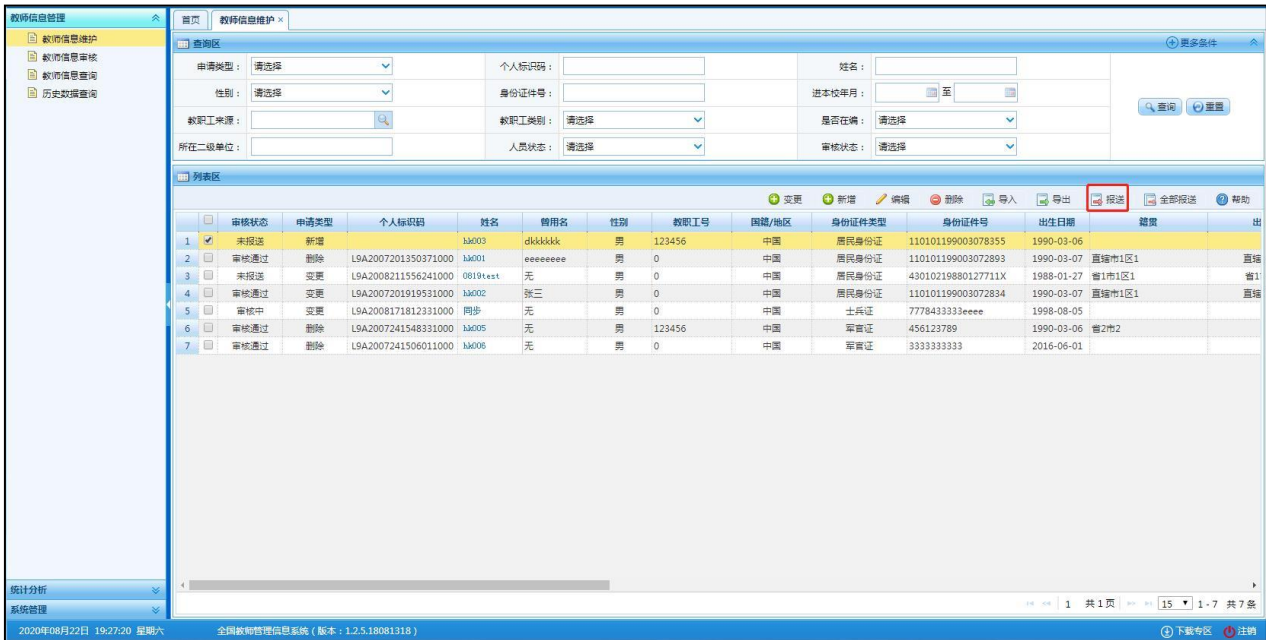 教师信息管理
教师信息维护
教师信息审核
教师信息查询
历史数据查询
统计分析
系统管理
首页 教师信息维护 ×
查询区 更多条件
申请类型： 请选择 个人标识码： 姓名：
性别： 请选择 身份证件号： 进本校年月： 至
教职工来源： 教职工类别： 请选择 是否在编： 请选择
所在二级单位： 人员状态： 请选择 审核状态： 请选择
查询 重置
列表区
变更 新增 编辑 删除 导入 导出 报送 全部报送 帮助
审核状态 申请类型 个人标识码 姓名 曾用名 性别 教职工号 国籍/地区 身份证件类型 身份证件号 出生日期 籍贯 出
1 未报送 新增 hk003 dkkkkkk 男 123456 中国 居民身份证 110101199003078355 1990-03-06
2 审核通过 删除 L9A2007201350371000 hk001 eeeeeeee 男 0 中国 居民身份证 110101199003072893 1990-03-07 直辖市1区1 直辖
3 未报送 变更 L9A2008211556241000 0819test 无 男 0 中国 居民身份证 43010219880127711X 1988-01-27 省1市1区1 省1
4 审核通过 变更 L9A2007201919531000 hk002 张三 男 0 中国 居民身份证 110101199003072834 1990-03-07 直辖市1区1 直辖
5 审核中 变更 L9A2008171812331000 同步 无 男 0 中国 士兵证 7778433333eeee 1998-08-05
6 审核通过 删除 L9A2007241548331000 hk005 无 男 123456 中国 军官证 456123789 1990-03-06 省2市2
7 审核通过 删除 L9A2007241506011000 hk006 无 男 0 中国 军官证 3333333333 2016-06-01
1 共1页 15 1 - 7 共7条
2020年08月22日 19:27:20 星期六 全国教师管理信息系统 ( 版本：1.2.5.18081318 ) 下载专区 注销